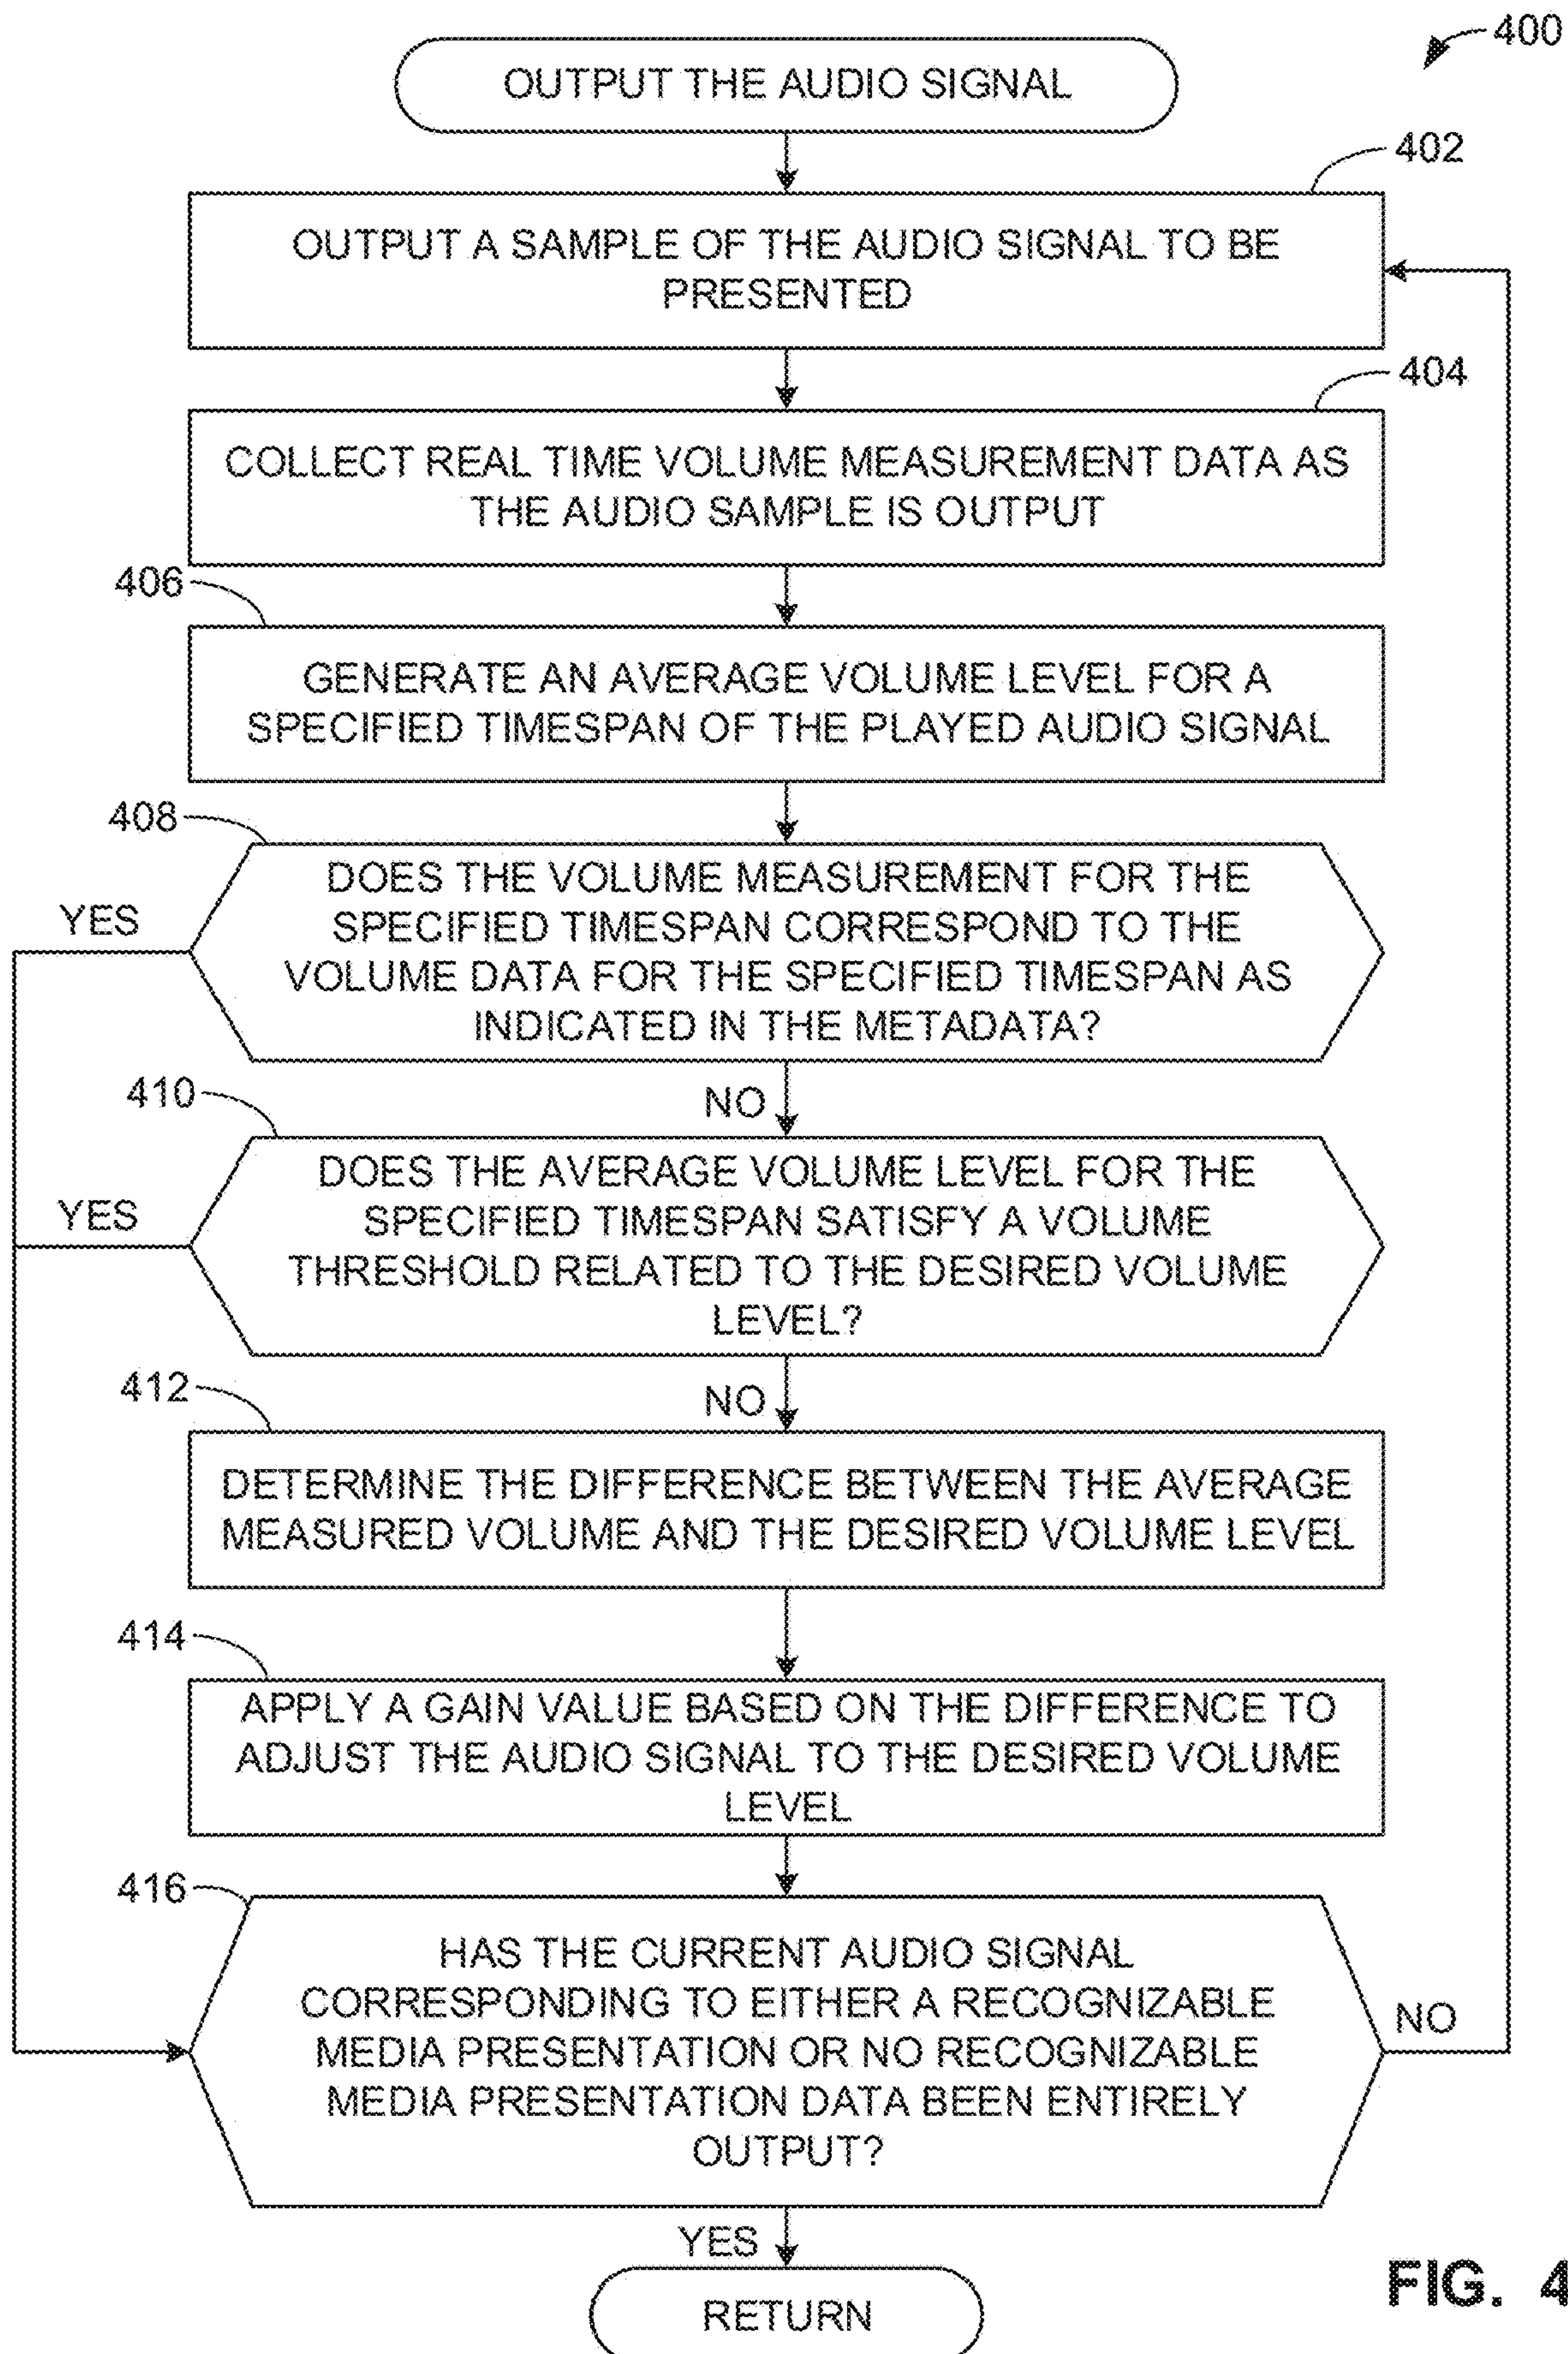 400
OUTPUT THE AUDIO SIGNAL
402
OUTPUT A SAMPLE OF THE AUDIO SIGNAL TO BE
PRESENTED
404
COLLECT REAL TIME VOLUME MEASUREMENT DATA AS
THE AUDIO SAMPLE IS OUTPUT
406
GENERATE AN AVERAGE VOLUME LEVEL FOR A
SPECIFIED TIMESPAN OF THE PLAYED AUDIO SIGNAL
408
DOES THE VOLUME MEASUREMENT FOR THE
SPECIFIED TIMESPAN CORRESPOND TO THE
VOLUME DATA FOR THE SPECIFIED TIMESPAN AS
INDICATED IN THE METADATA?
YES
NO
410
DOES THE AVERAGE VOLUME LEVEL FOR THE
SPECIFIED TIMESPAN SATISFY A VOLUME
THRESHOLD RELATED TO THE DESIRED VOLUME
LEVEL?
YES
NO
412
DETERMINE THE DIFFERENCE BETWEEN THE AVERAGE
MEASURED VOLUME AND THE DESIRED VOLUME LEVEL
414
APPLY A GAIN VALUE BASED ON THE DIFFERENCE TO
ADJUST THE AUDIO SIGNAL TO THE DESIRED VOLUME
LEVEL
416
HAS THE CURRENT AUDIO SIGNAL
CORRESPONDING TO EITHER A RECOGNIZABLE
MEDIA PRESENTATION OR NO RECOGNIZABLE
MEDIA PRESENTATION DATA BEEN ENTIRELY
OUTPUT?
NO
YES
RETURN
FIG. 4